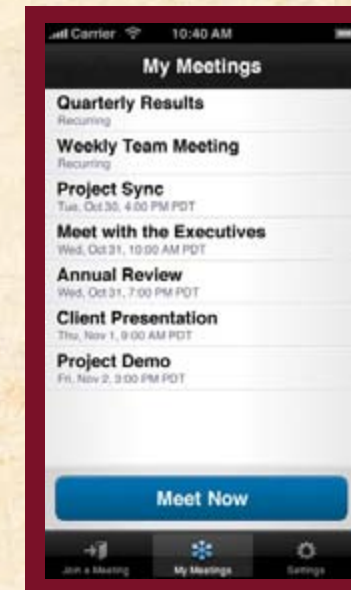 Carrier 10:40 AM
My Meetings
Quarterly Results
Recurring
Weekly Team Meeting
Recurring
Project Sync
Tue, Oct 30, 4:00 PM PDT
Meet with the Executives
Wed, Oct 31, 10:00 AM PDT
Annual Review
Wed, Oct 31, 7:00 PM PDT
Client Presentation
Thu, Nov 1, 9:00 AM PDT
Project Demo
Fri, Nov 2, 3:00 PM PDT
Meet Now
Join a Meeting
My Meetings
Settings